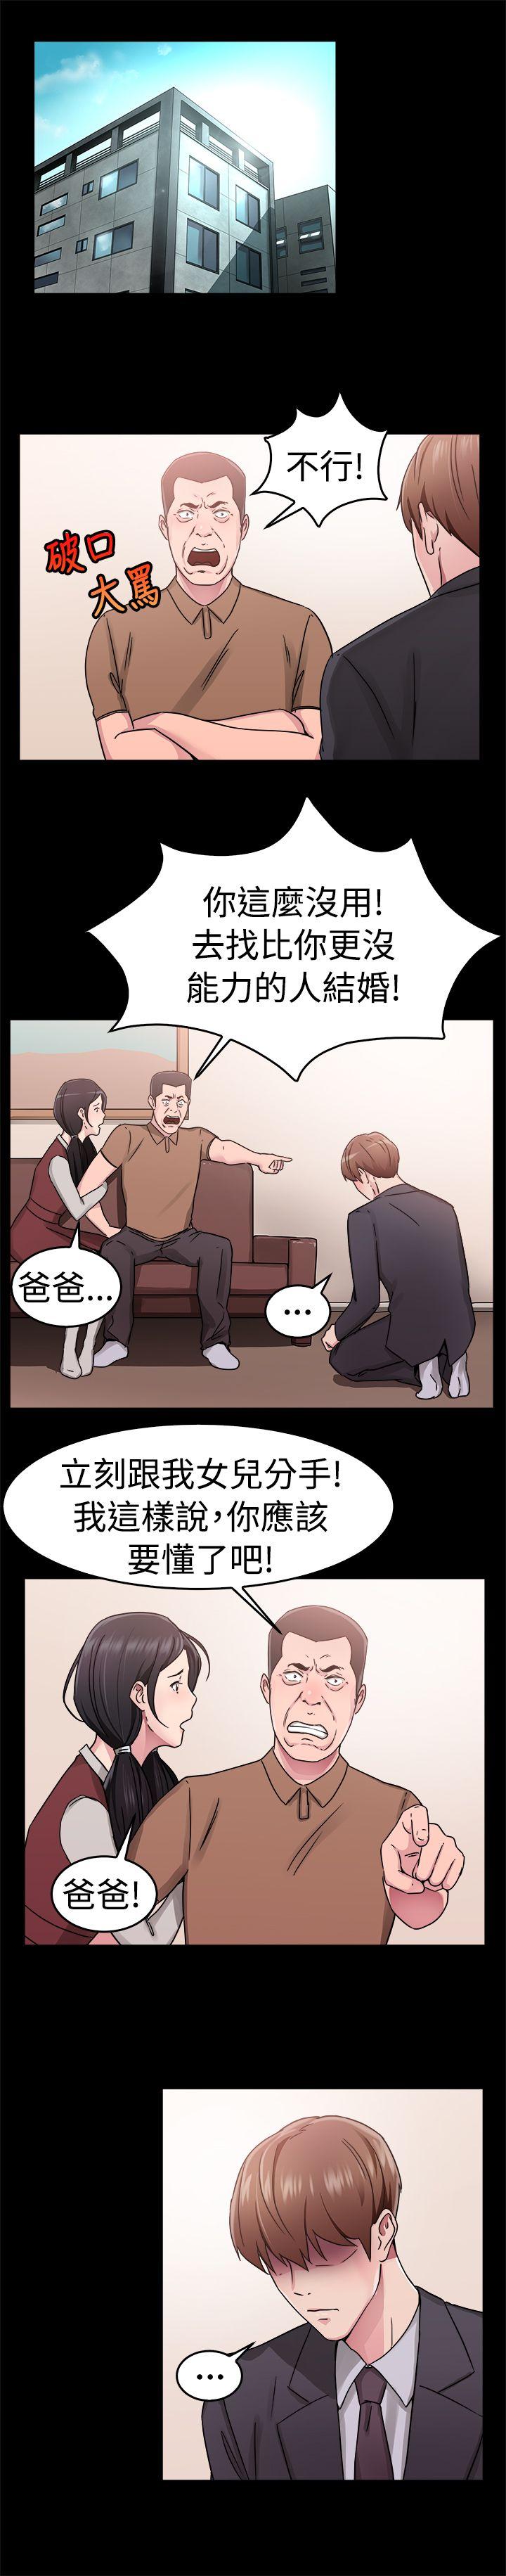 不行!
破口
大罵
你這麼沒用!
去找比你更沒
能力的人結婚!
爸爸...
...
立刻跟我女兒分手!
我這樣說,你應該
要懂了吧!
爸爸!
...